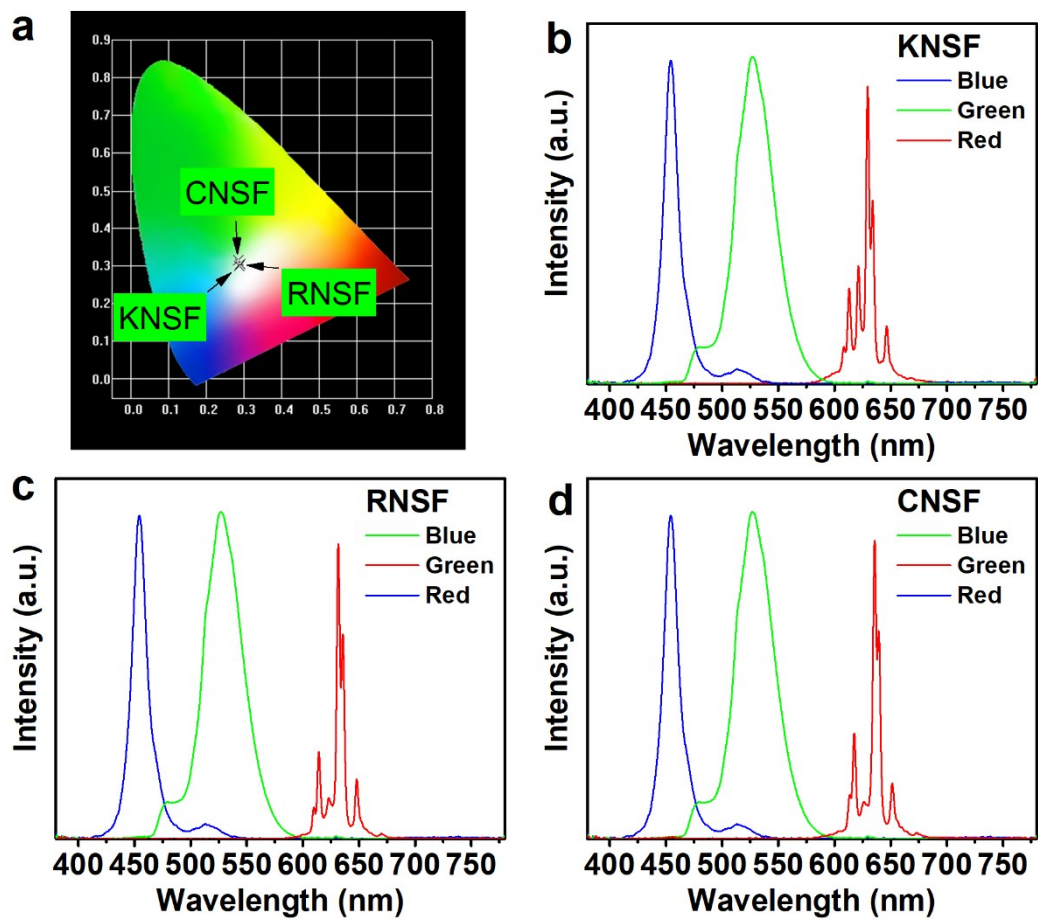 a
0.9
0.8
0.7
0.6
0.5
0.4
0.3
0.2
0.1
0.0
0.0 0.1 0.2 0.3 0.4 0.5 0.6 0.7 0.8
CNSF
KNSF
RNSF
b
KNSF
Blue
Green
Red
Intensity (a.u.)
400 450 500 550 600 650 700 750
Wavelength (nm)
c
RNSF
Blue
Green
Red
Intensity (a.u.)
400 450 500 550 600 650 700 750
Wavelength (nm)
d
CNSF
Blue
Green
Red
Intensity (a.u.)
400 450 500 550 600 650 700 750
Wavelength (nm)